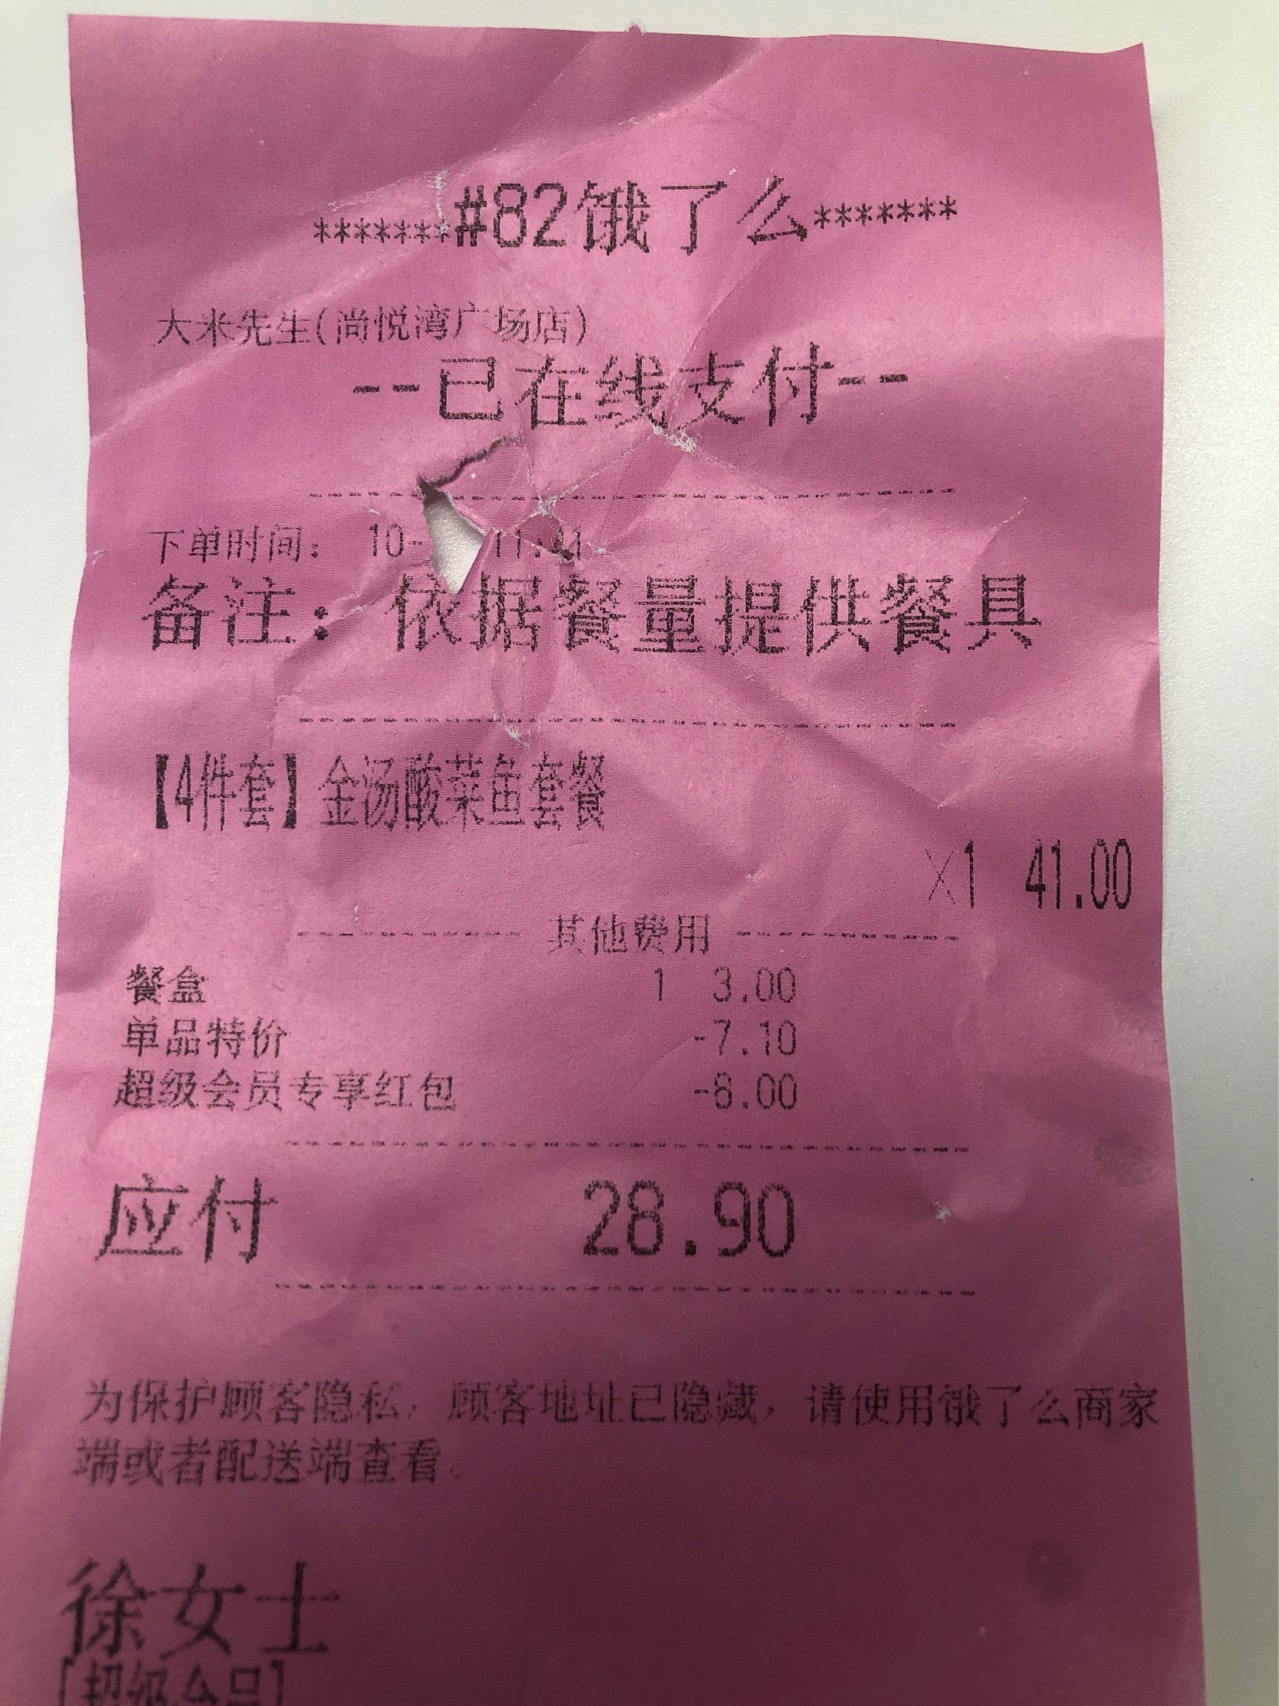 *******#82饿了么*******
大米先生(尚悦湾广场店)
--已在线支付--
下单时间: 10-
备注: 依据餐量提供餐具
【4件套】金汤酸菜鱼套餐
X1 41.00
其他费用
餐盒 1 3.00
单品特价 -7.10
超级会员专享红包 -8.00
应付 28.90
为保护顾客隐私，顾客地址已隐藏，请使用饿了么商家
端或者配送端查看。
徐女士
[超级会员]